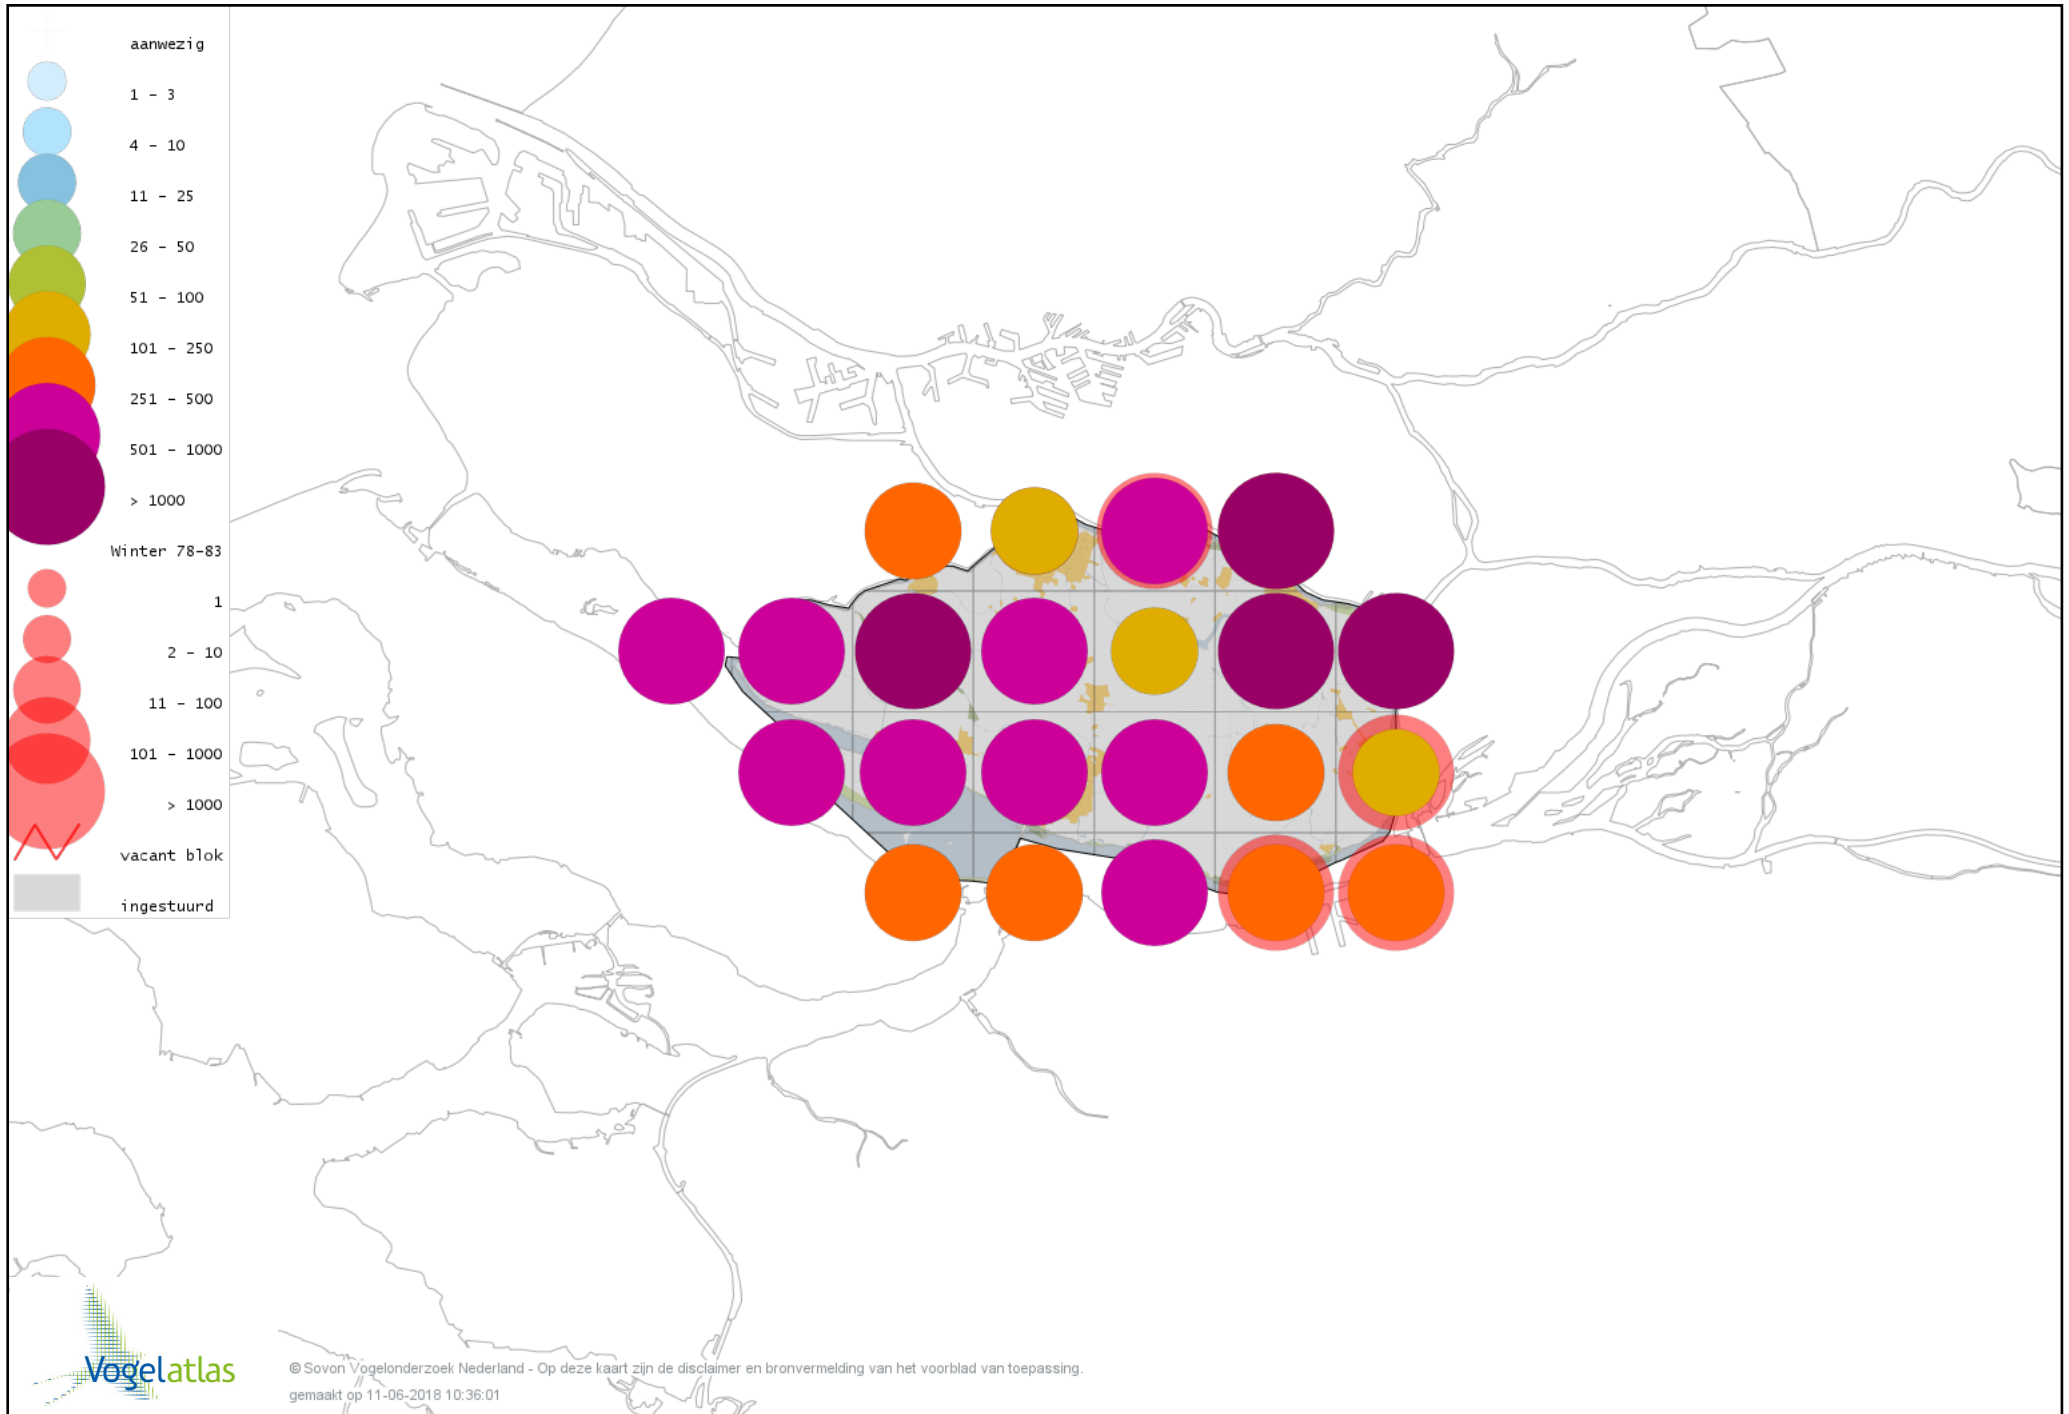 aanwezig
1 - 3
4 - 10
11 - 25
26 - 50
51 - 100
101 - 250
251 - 500
501 - 1000
> 1000
Winter 78-83
1
2 - 10
11 - 100
101 - 1000
> 1000
vacant blok
ingestuurd
Vogelatlas
© Sovon Vogelonderzoek Nederland - Op deze kaart zijn de disclaimer en bronvermelding van het voorblad van toepassing.
gemaakt op 11-06-2018 10:36:01